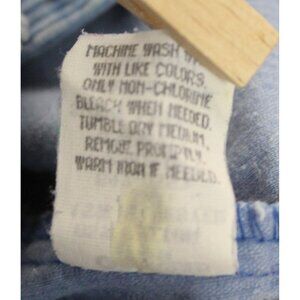 MACHINE WASH
WITH LIKE COLORS.
ONLY NON-CHLORINE
BLEACH WHEN NEEDED.
TUMBLE DRY MEDIUM.
REMOVE PROMPTLY.
WARM IRON IF NEEDED.